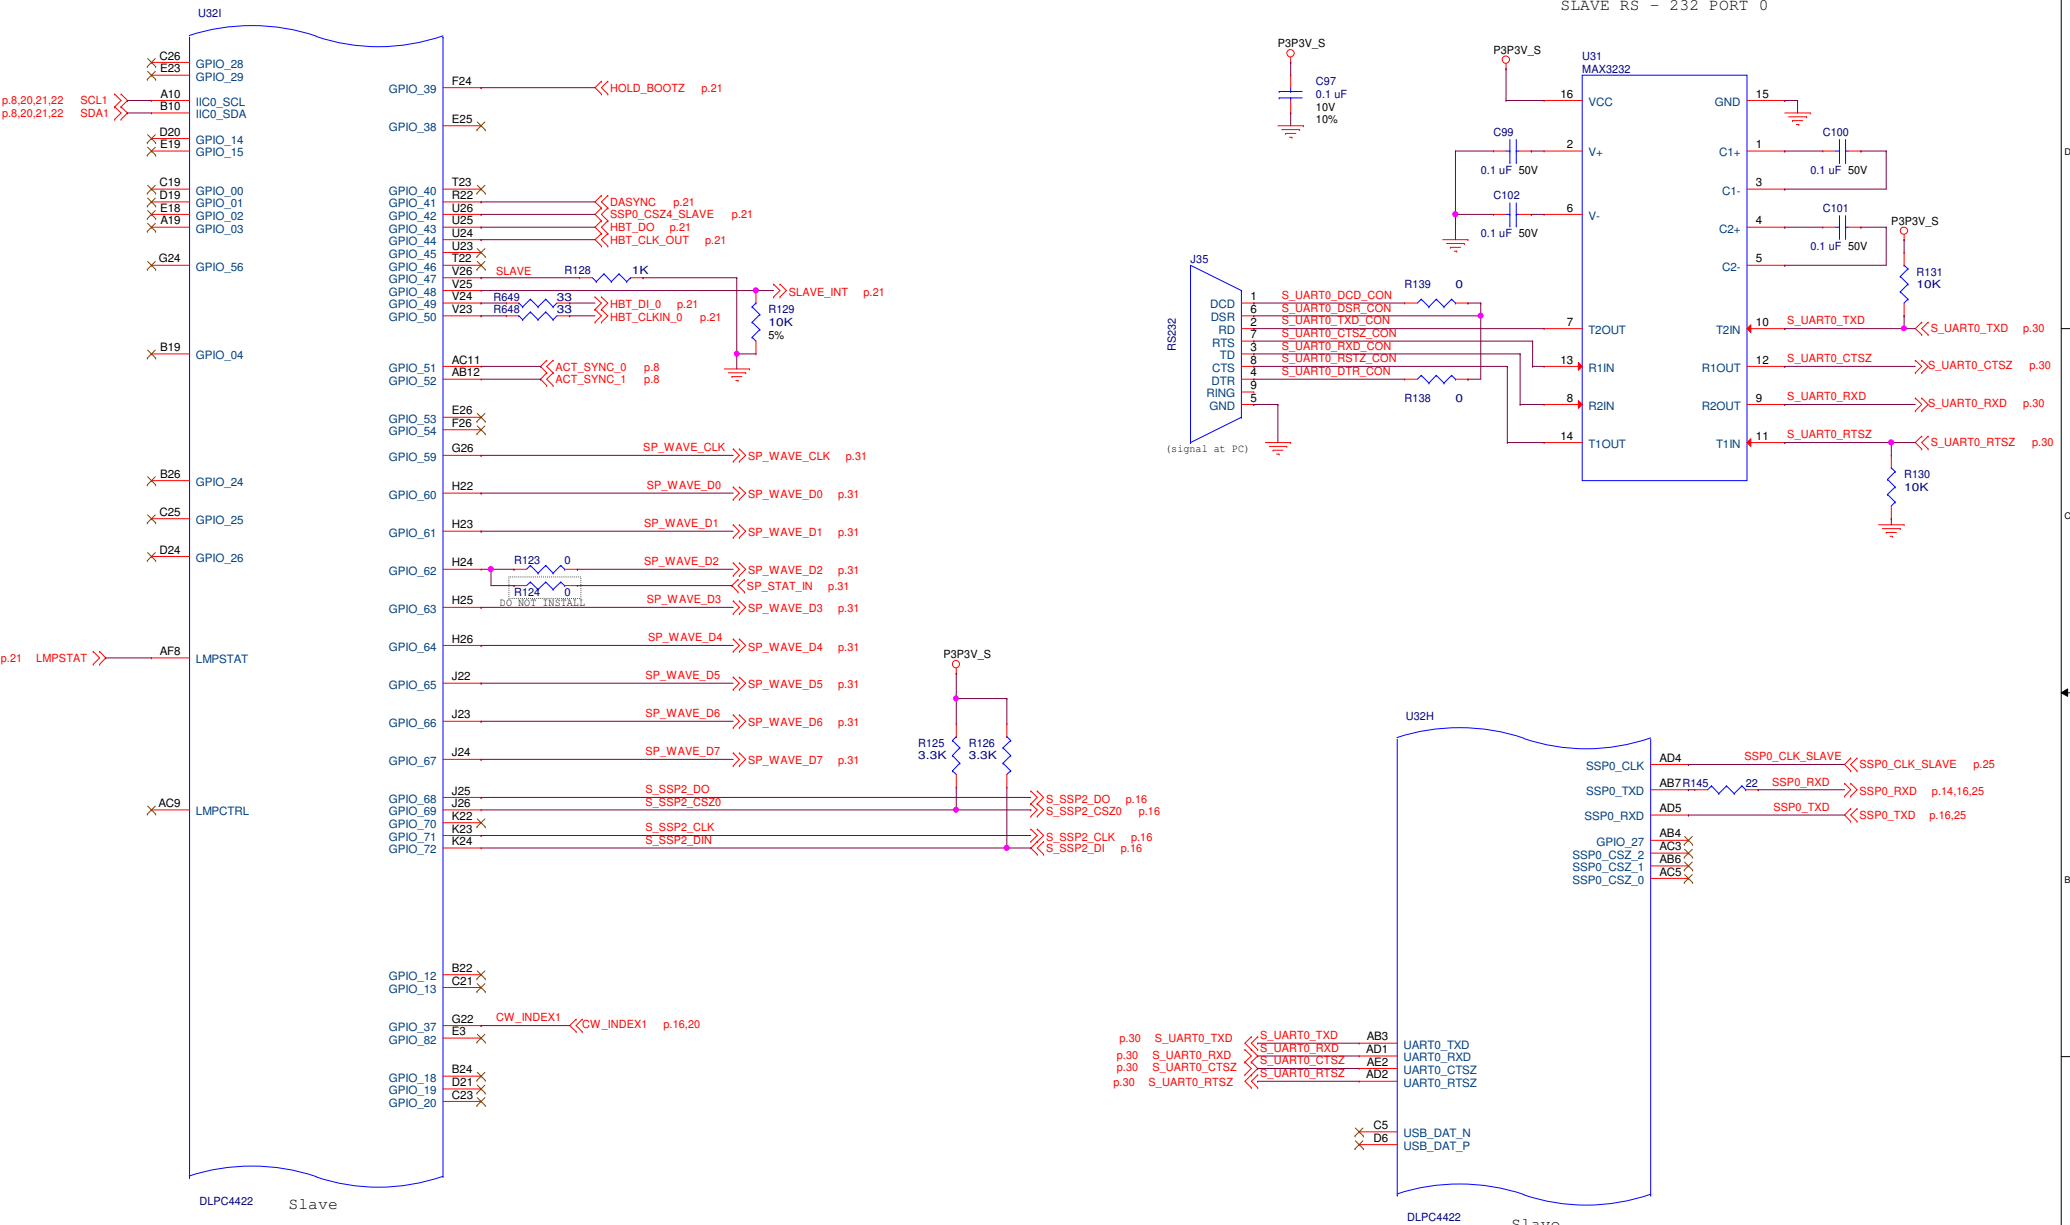 SLAVE RS - 232 PORT 0
U32I
C26 GPIO_28
E23 GPIO_29
p.8,20,21,22 SCL1 A10 IIC0_SCL
p.8,20,21,22 SDA1 B10 IIC0_SDA
D20 GPIO_14
E19 GPIO_15
C19 GPIO_00
D19 GPIO_01
E18 GPIO_02
A19 GPIO_03
G24 GPIO_56
B19 GPIO_04
B26 GPIO_24
C25 GPIO_25
D24 GPIO_26
p.21 LMPSTAT AF8 LMPSTAT
AC9 LMPCTRL
GPIO_39 F24 HOLD_BOOTZ p.21
GPIO_38 E25
GPIO_40 T23
GPIO_41 R22 DASYNC p.21
GPIO_42 U26 SSP0_CSZ4_SLAVE p.21
GPIO_43 U25 HBT_DO p.21
GPIO_44 U24 HBT_CLK_OUT p.21
GPIO_45 U23
GPIO_46 T22
GPIO_47 V26 SLAVE R128 1K
GPIO_48 V25 SLAVE_INT p.21
GPIO_49 V24 R649 33 HBT_DI_0 p.21
GPIO_50 V23 R648 33 HBT_CLKIN_0 p.21
R129
10K
5%
GPIO_51 AC11 ACT_SYNC_0 p.8
GPIO_52 AB12 ACT_SYNC_1 p.8
GPIO_53 E26
GPIO_54 F26
GPIO_59 G26 SP_WAVE_CLK SP_WAVE_CLK p.31
GPIO_60 H22 SP_WAVE_D0 SP_WAVE_D0 p.31
GPIO_61 H23 SP_WAVE_D1 SP_WAVE_D1 p.31
GPIO_62 H24 R123 0 SP_WAVE_D2 SP_WAVE_D2 p.31
R124 0 SP_STAT_IN p.31
DO NOT INSTALL
GPIO_63 H25 SP_WAVE_D3 SP_WAVE_D3 p.31
GPIO_64 H26 SP_WAVE_D4 SP_WAVE_D4 p.31
GPIO_65 J22 SP_WAVE_D5 SP_WAVE_D5 p.31
GPIO_66 J23 SP_WAVE_D6 SP_WAVE_D6 p.31
GPIO_67 J24 SP_WAVE_D7 SP_WAVE_D7 p.31
P3P3V_S
R125 R126
3.3K 3.3K
GPIO_68 J25 S_SSP2_DO S_SSP2_DO p.16
GPIO_69 J26 S_SSP2_CSZ0 S_SSP2_CSZ0 p.16
GPIO_70 K22
GPIO_71 K23 S_SSP2_CLK S_SSP2_CLK p.16
GPIO_72 K24 S_SSP2_DIN S_SSP2_DI p.16
GPIO_12 B22
GPIO_13 C21
GPIO_37 G22 CW_INDEX1 CW_INDEX1 p.16,20
GPIO_82 E3
GPIO_18 B24
GPIO_19 D21
GPIO_20 C23
DLPC4422 Slave
P3P3V_S
C97
0.1 uF
10V
10%
P3P3V_S
U31
MAX3232
16 VCC GND 15
C99 2 V+ C1+ 1 C100
0.1 uF 50V 0.1 uF 50V
C1- 3
C102 6 V- C2+ 4 C101
0.1 uF 50V 0.1 uF 50V
C2- 5
P3P3V_S
R131
10K
J35
RS232
DCD 1 S_UART0_DCD_CON R139 0
DSR 6 S_UART0_DSR_CON
RD 2 S_UART0_TXD_CON
RTS 7 S_UART0_CTSZ_CON
TD 3 S_UART0_RXD_CON
CTS 8 S_UART0_RSTZ_CON
DTR 4 S_UART0_DTR_CON R138 0
RING 9
GND 5
(signal at PC)
7 T2OUT T2IN 10 S_UART0_TXD S_UART0_TXD p.30
13 R1IN R1OUT 12 S_UART0_CTSZ S_UART0_CTSZ p.30
8 R2IN R2OUT 9 S_UART0_RXD S_UART0_RXD p.30
14 T1OUT T1IN 11 S_UART0_RTSZ S_UART0_RTSZ p.30
R130
10K
U32H
SSP0_CLK AD4 SSP0_CLK_SLAVE SSP0_CLK_SLAVE p.25
SSP0_TXD AB7 R145 22 SSP0_RXD SSP0_RXD p.14,16,25
SSP0_RXD AD5 SSP0_TXD SSP0_TXD p.16,25
GPIO_27 AB4
SSP0_CSZ_2 AC3
SSP0_CSZ_1 AB6
SSP0_CSZ_0 AC5
p.30 S_UART0_TXD S_UART0_TXD AB3 UART0_TXD
p.30 S_UART0_RXD S_UART0_RXD AD1 UART0_RXD
p.30 S_UART0_CTSZ S_UART0_CTSZ AE2 UART0_CTSZ
p.30 S_UART0_RTSZ S_UART0_RTSZ AD2 UART0_RTSZ
C5 USB_DAT_N
D6 USB_DAT_P
DLPC4422 Slave
D
C
B